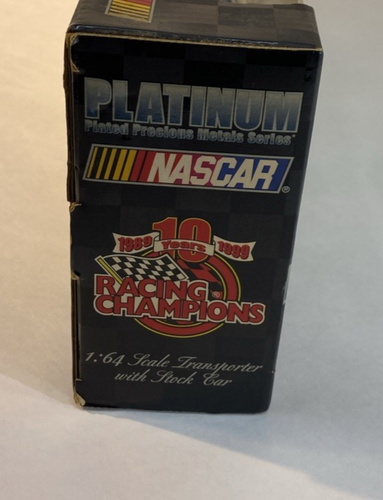 PLATINUM
Plated Precious Metals Series
NASCAR®
10
1989 Years 1999
RACING
CHAMPIONS®
1:64 Scale Transporter
with Stock Car